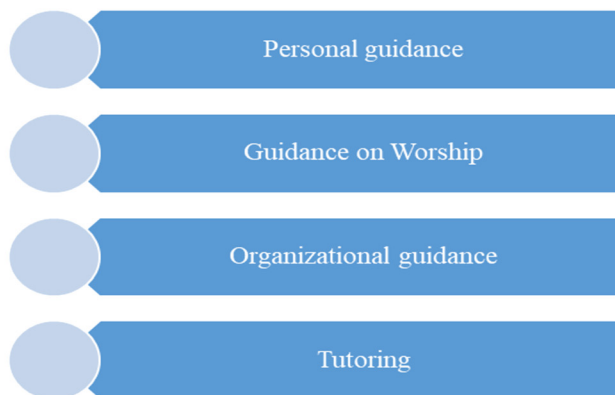 Personal guidance
Guidance on Worship
Organizational guidance
Tutoring